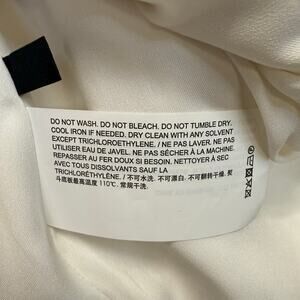 DO NOT WASH. DO NOT BLEACH. DO NOT TUMBLE DRY.
COOL IRON IF NEEDED. DRY CLEAN WITH ANY SOLVENT
EXCEPT TRICHLOROETHYLENE. / NE PAS LAVER. NE PAS
UTILISER EAU DE JAVEL. NE PAS SÉCHER À LA MACHINE.
REPASSER AU FER DOUX SI BESOIN. NETTOYER À SEC
AVEC TOUS DISSOLVANTS SAUF LA
TRICHLORÉTHYLÈNE. / 不可水洗. 不可漂白. 不可翻转干燥. 熨
斗底板最高温度 110℃. 常规干洗.